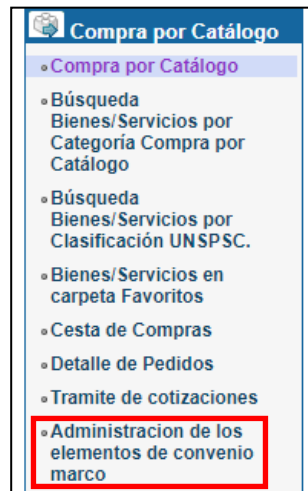 Compra por Catálogo
Compra por Catálogo
Búsqueda
Bienes/Servicios por
Categoría Compra por
Catálogo
Búsqueda
Bienes/Servicios por
Clasificación UNSPSC.
Bienes/Servicios en
carpeta Favoritos
Cesta de Compras
Detalle de Pedidos
Tramite de cotizaciones
Administracion de los
elementos de convenio
marco